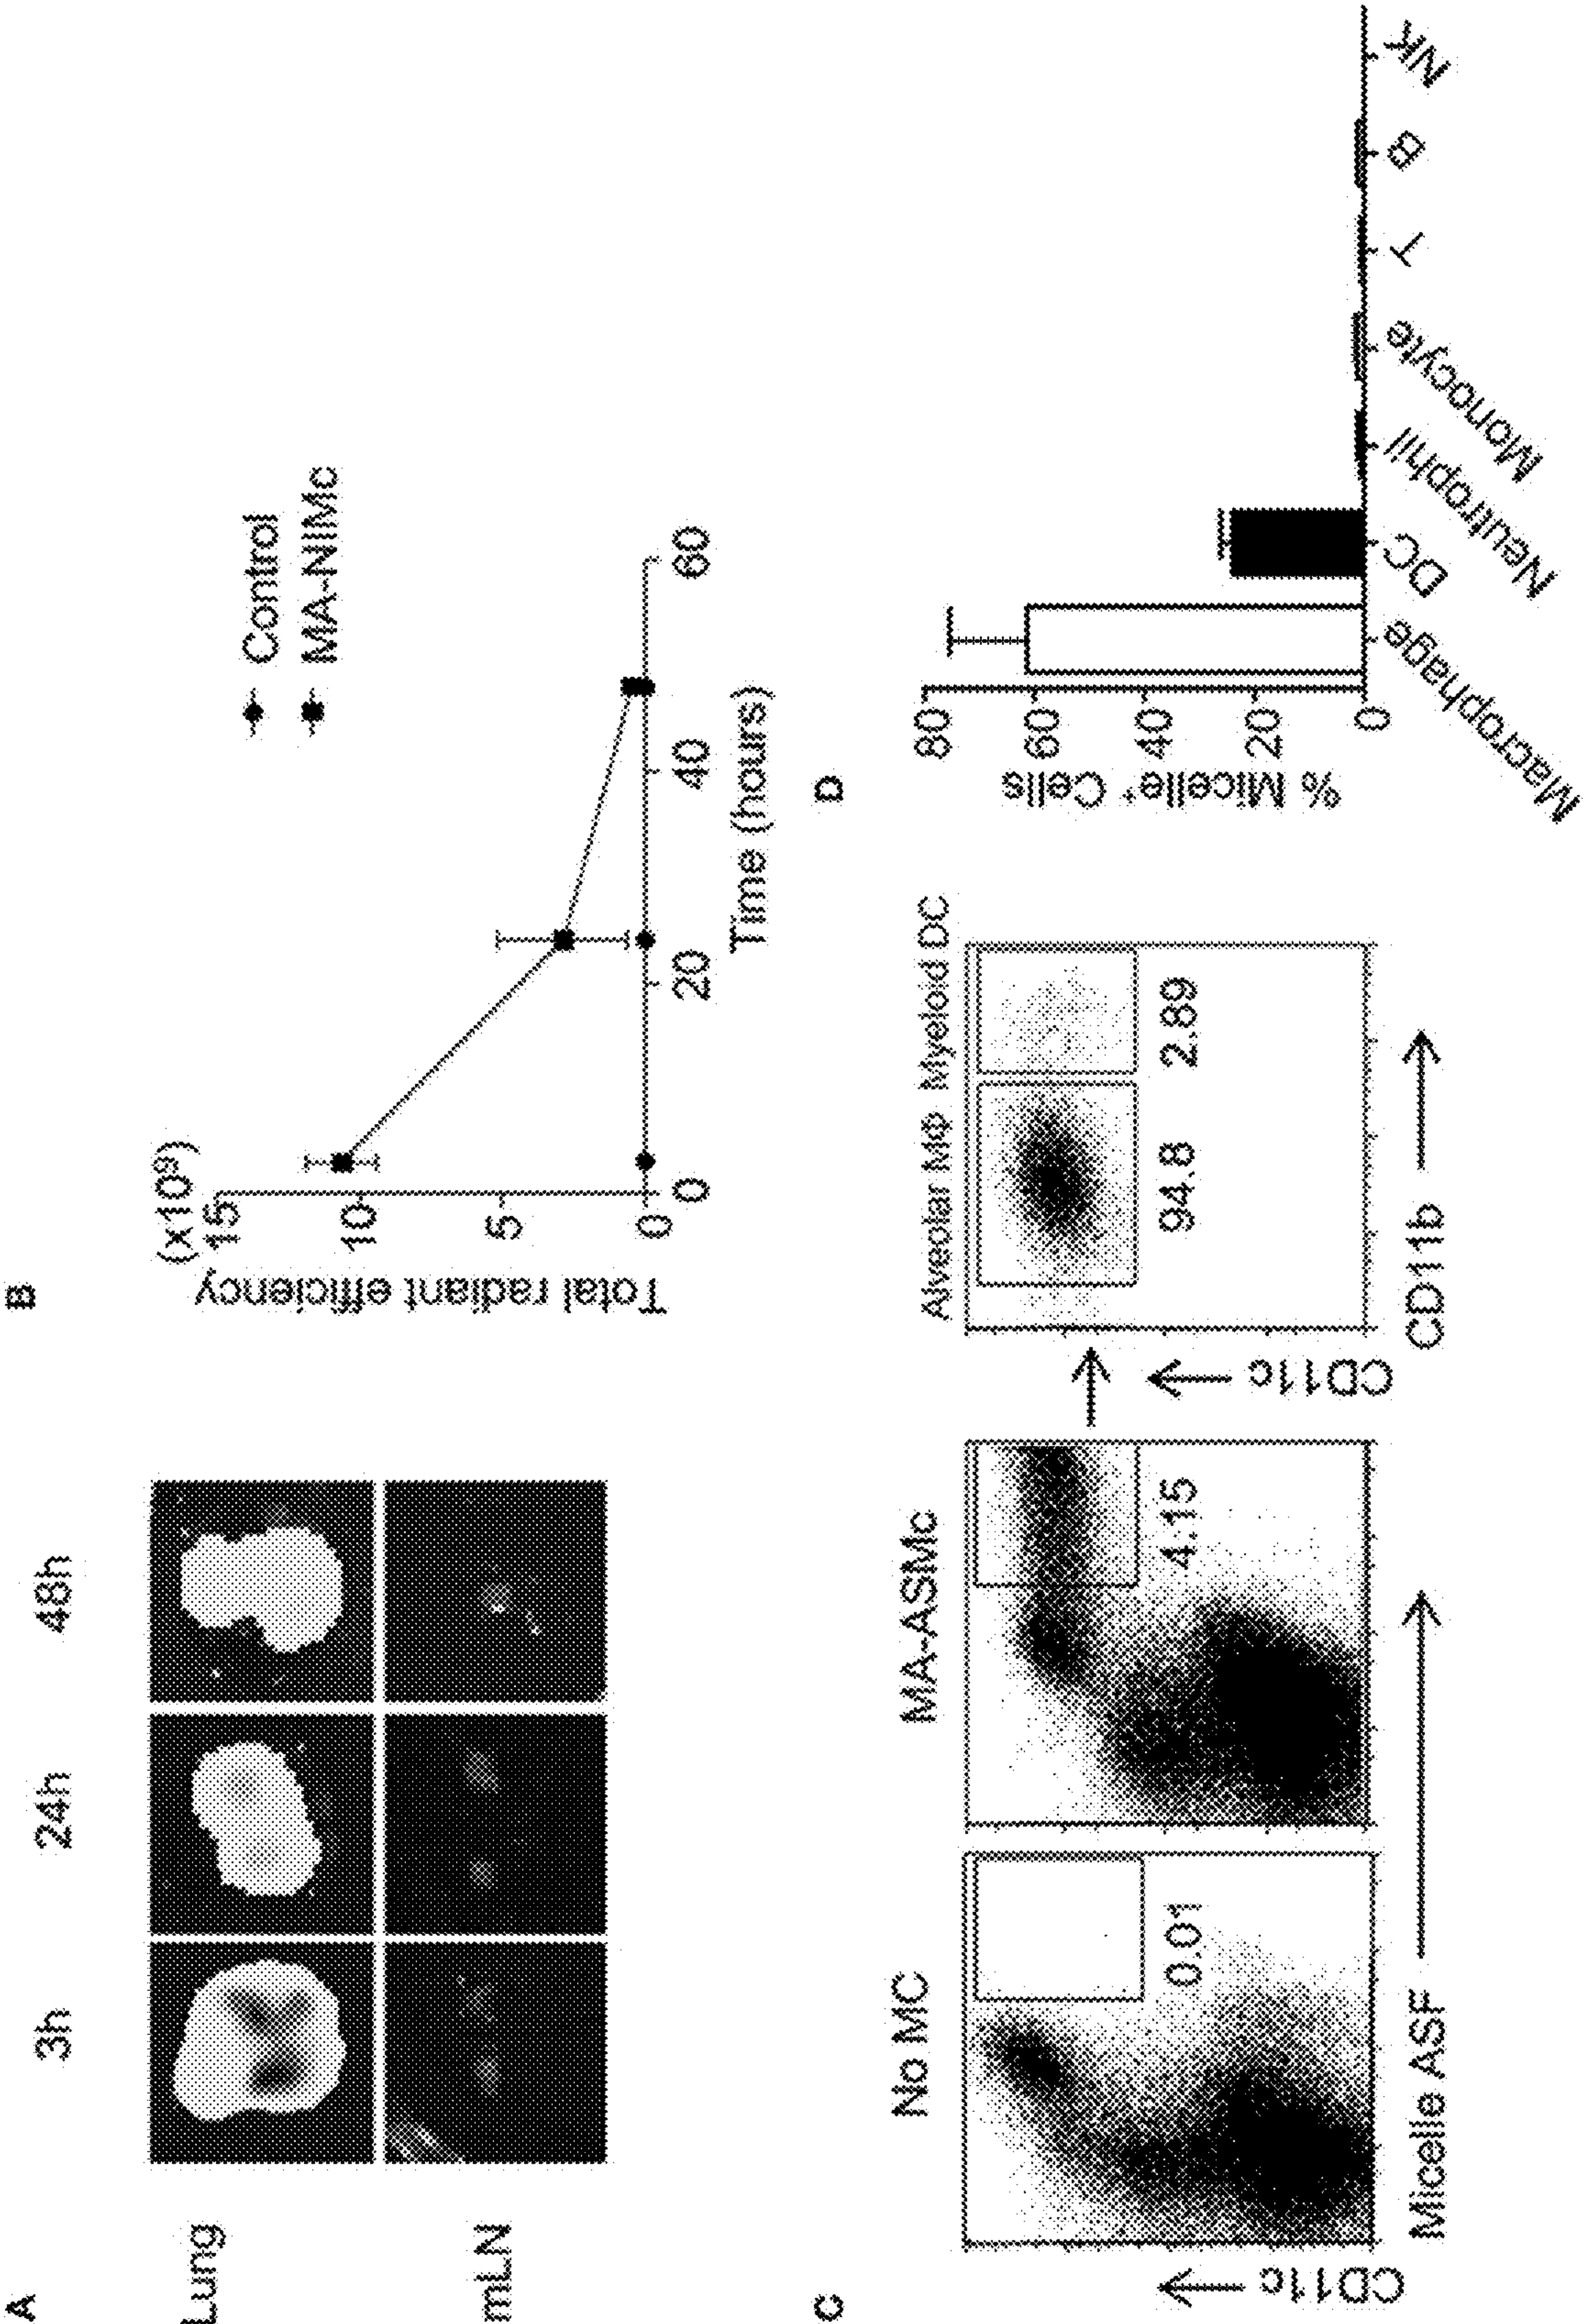 A
3h
24h
48h
Lung
mLN
B
(x10⁹)
15
10
5
0
0
20
40
60
Total radiant efficiency
Time (hours)
Control
MA-NIMc
C
No MC
MA-ASMc
Alveolar MΦ
Myeloid DC
0.01
4.15
94.8
2.89
CD11c
Micelle ASF
CD11c
CD11b
D
80
60
40
20
0
% Micelle⁺ Cells
Macrophage
DC
Neutrophil
Monocyte
T
B
NK